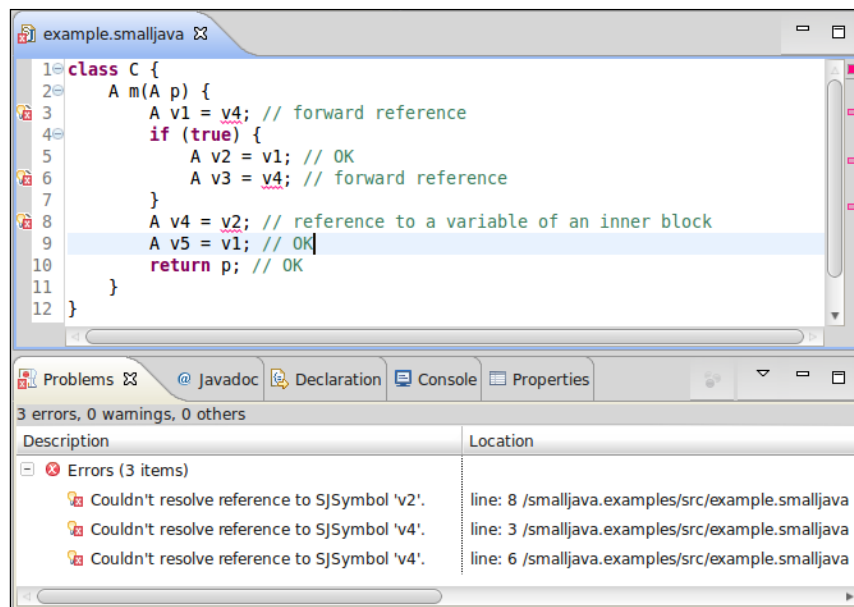 example.smalljava
1 class C {
2     A m(A p) {
3         A v1 = v4; // forward reference
4         if (true) {
5             A v2 = v1; // OK
6             A v3 = v4; // forward reference
7         }
8         A v4 = v2; // reference to a variable of an inner block
9         A v5 = v1; // OK
10         return p; // OK
11     }
12 }
Problems @ Javadoc Declaration Console Properties
3 errors, 0 warnings, 0 others
Description Location
Errors (3 items)
Couldn't resolve reference to SJSymbol 'v2'. line: 8 /smalljava.examples/src/example.smalljava
Couldn't resolve reference to SJSymbol 'v4'. line: 3 /smalljava.examples/src/example.smalljava
Couldn't resolve reference to SJSymbol 'v4'. line: 6 /smalljava.examples/src/example.smalljava